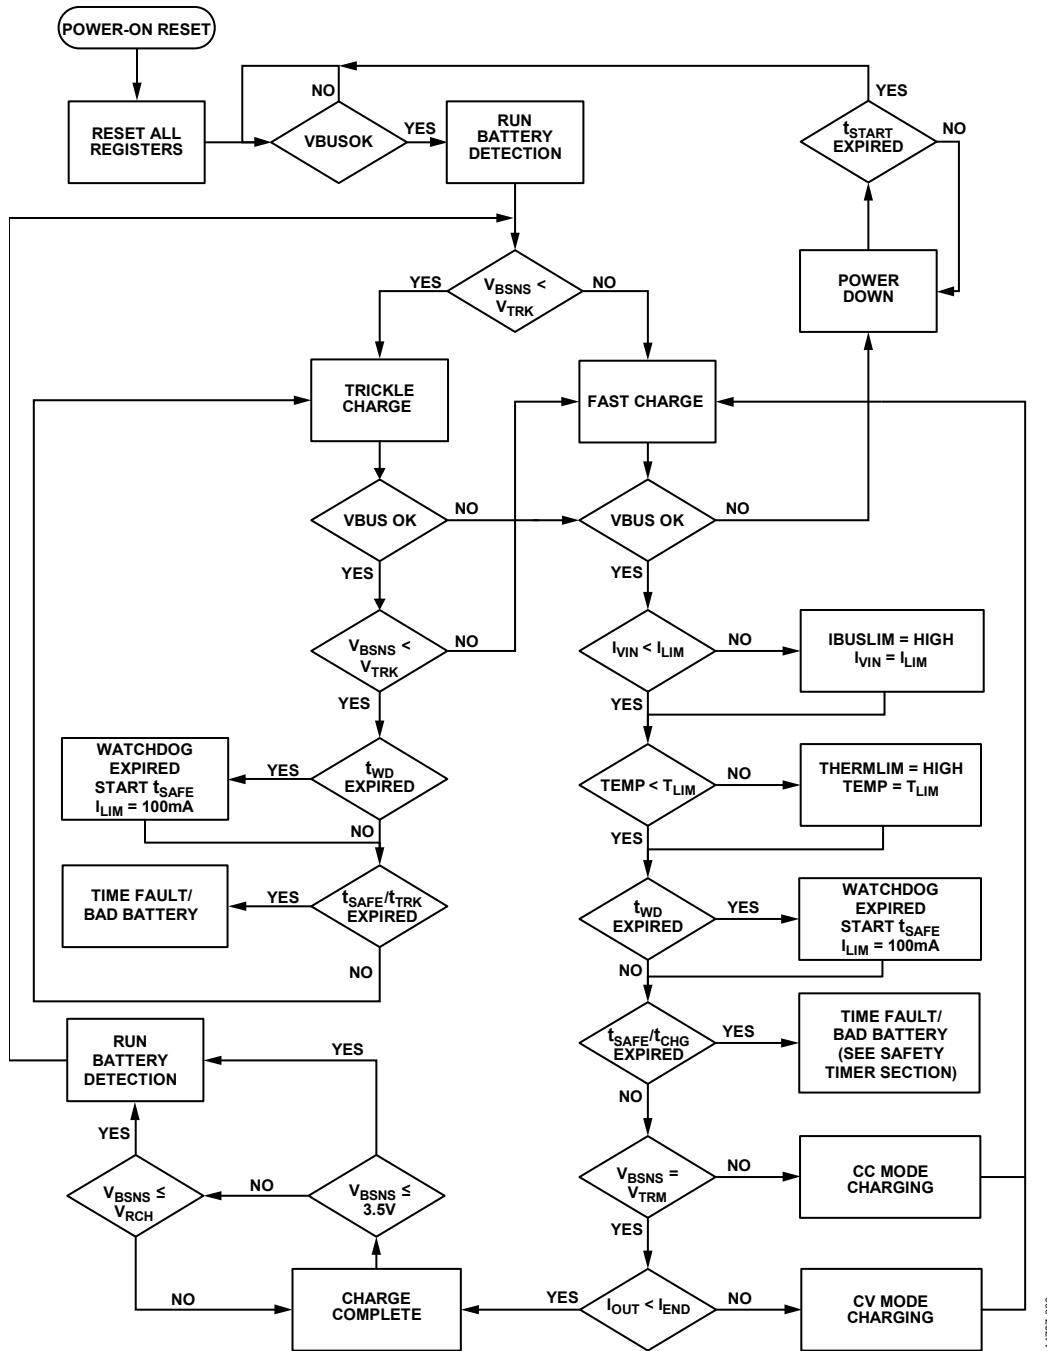 POWER-ON RESET
RESET ALL
REGISTERS
NO
VBUSOK
YES
RUN
BATTERY
DETECTION
YES
tSTART
EXPIRED
NO
POWER
DOWN
YES
VBSNS <
VTRK
NO
TRICKLE
CHARGE
FAST CHARGE
VBUS OK
NO
YES
VBUS OK
NO
YES
VBSNS <
VTRK
NO
YES
IVIN < ILIM
NO
YES
IBUSLIM = HIGH
IVIN = ILIM
WATCHDOG
EXPIRED
START tSAFE
ILIM = 100mA
YES
tWD
EXPIRED
NO
TEMP < TLIM
NO
YES
THERMLIM = HIGH
TEMP = TLIM
TIME FAULT/
BAD BATTERY
YES
tSAFE/tTRK
EXPIRED
NO
tWD
EXPIRED
YES
NO
WATCHDOG
EXPIRED
START tSAFE
ILIM = 100mA
tSAFE/tCHG
EXPIRED
YES
NO
TIME FAULT/
BAD BATTERY
(SEE SAFETY
TIMER SECTION)
RUN
BATTERY
DETECTION
YES
YES
VBSNS ≤
VRCH
NO
VBSNS ≤
3.5V
NO
CHARGE
COMPLETE
VBSNS =
VTRM
NO
YES
CC MODE
CHARGING
YES
IOUT < IEND
NO
CV MODE
CHARGING